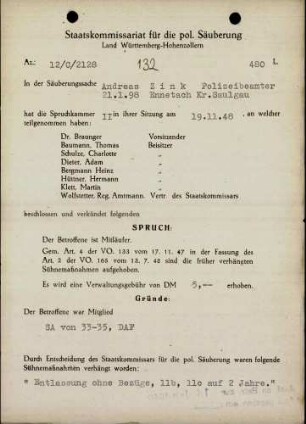 Staatskommissariat für die pol. Säuberung
Land Württemberg-Hohenzollern
Az.: 12/C/2128 132 480 L
In der Säuberungssache Andreas Zink Polizeibeamter
21.1.98 Ennetach Kr.Saulgau
hat die Spruchkammer II in ihrer Sitzung am 19.11.48 , an welcher
teilgenommen haben:
Dr. Besinger Vorsitzender
Baumann, Thomas Beisitzer
Schulze, Charlotte "
Dieter, Adam "
Bergmann Heinz "
Hüttner, Hermann "
Klett, Martin "
Wolfstetter, Reg. Amtmann. Vertr. des Staatskommissars
beschlossen und verkündet folgenden
SPRUCH:
Der Betroffene ist Mitläufer.
Gem. Art. 4 der VO. 133 vom 17. 11. 47 in der Fassung des
Art. 2 der VO. 165 vom 13. 7. 48 sind die früher verhängten
Sühnemaßnahmen aufgehoben.
Es wird eine Verwaltungsgebühr von DM 5,-- erhoben.
Gründe:
Der Betroffene war Mitglied
SA von 33-35, DAF
Durch Entscheidung des Staatskommissars für die pol. Säuberung waren folgende
Sühnemaßnahmen verhängt worden:
" Entlassung ohne Bezüge, 11b, 11c auf 2 Jahre."